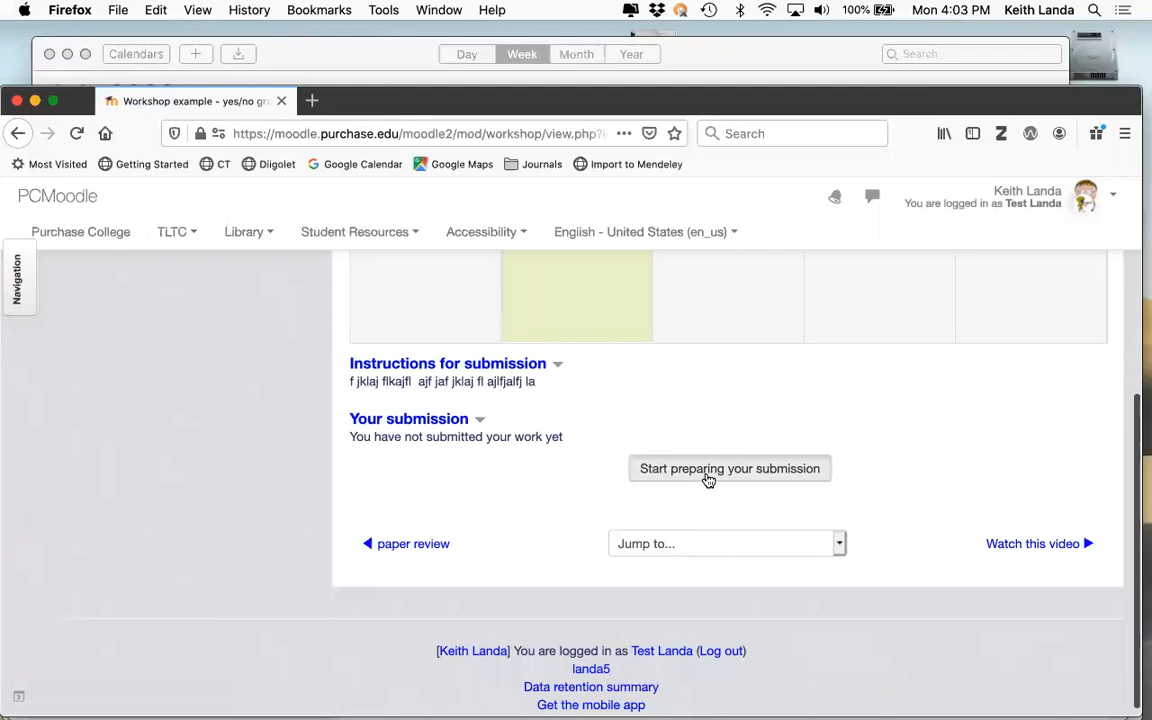 Firefox File Edit View History Bookmarks Tools Window Help 100% Mon 4:03 PM Keith Landa
Calendars + Day Week Month Year Search
Workshop example - yes/no gra
https://moodle.purchase.edu/moodle2/mod/workshop/view.php? Search
Most Visited Getting Started CT Diigolet Google Calendar Google Maps Journals Import to Mendeley
PCMoodle
Keith Landa
You are logged in as Test Landa
Purchase College TLTC Library Student Resources Accessibility English - United States (en_us)
Navigation
Instructions for submission
f jklaj flkajfl ajf jaf jklaj fl ajlfjalfj la
Your submission
You have not submitted your work yet
Start preparing your submission
◀ paper review Jump to... Watch this video ▶
[Keith Landa] You are logged in as Test Landa (Log out)
landa5
Data retention summary
Get the mobile app